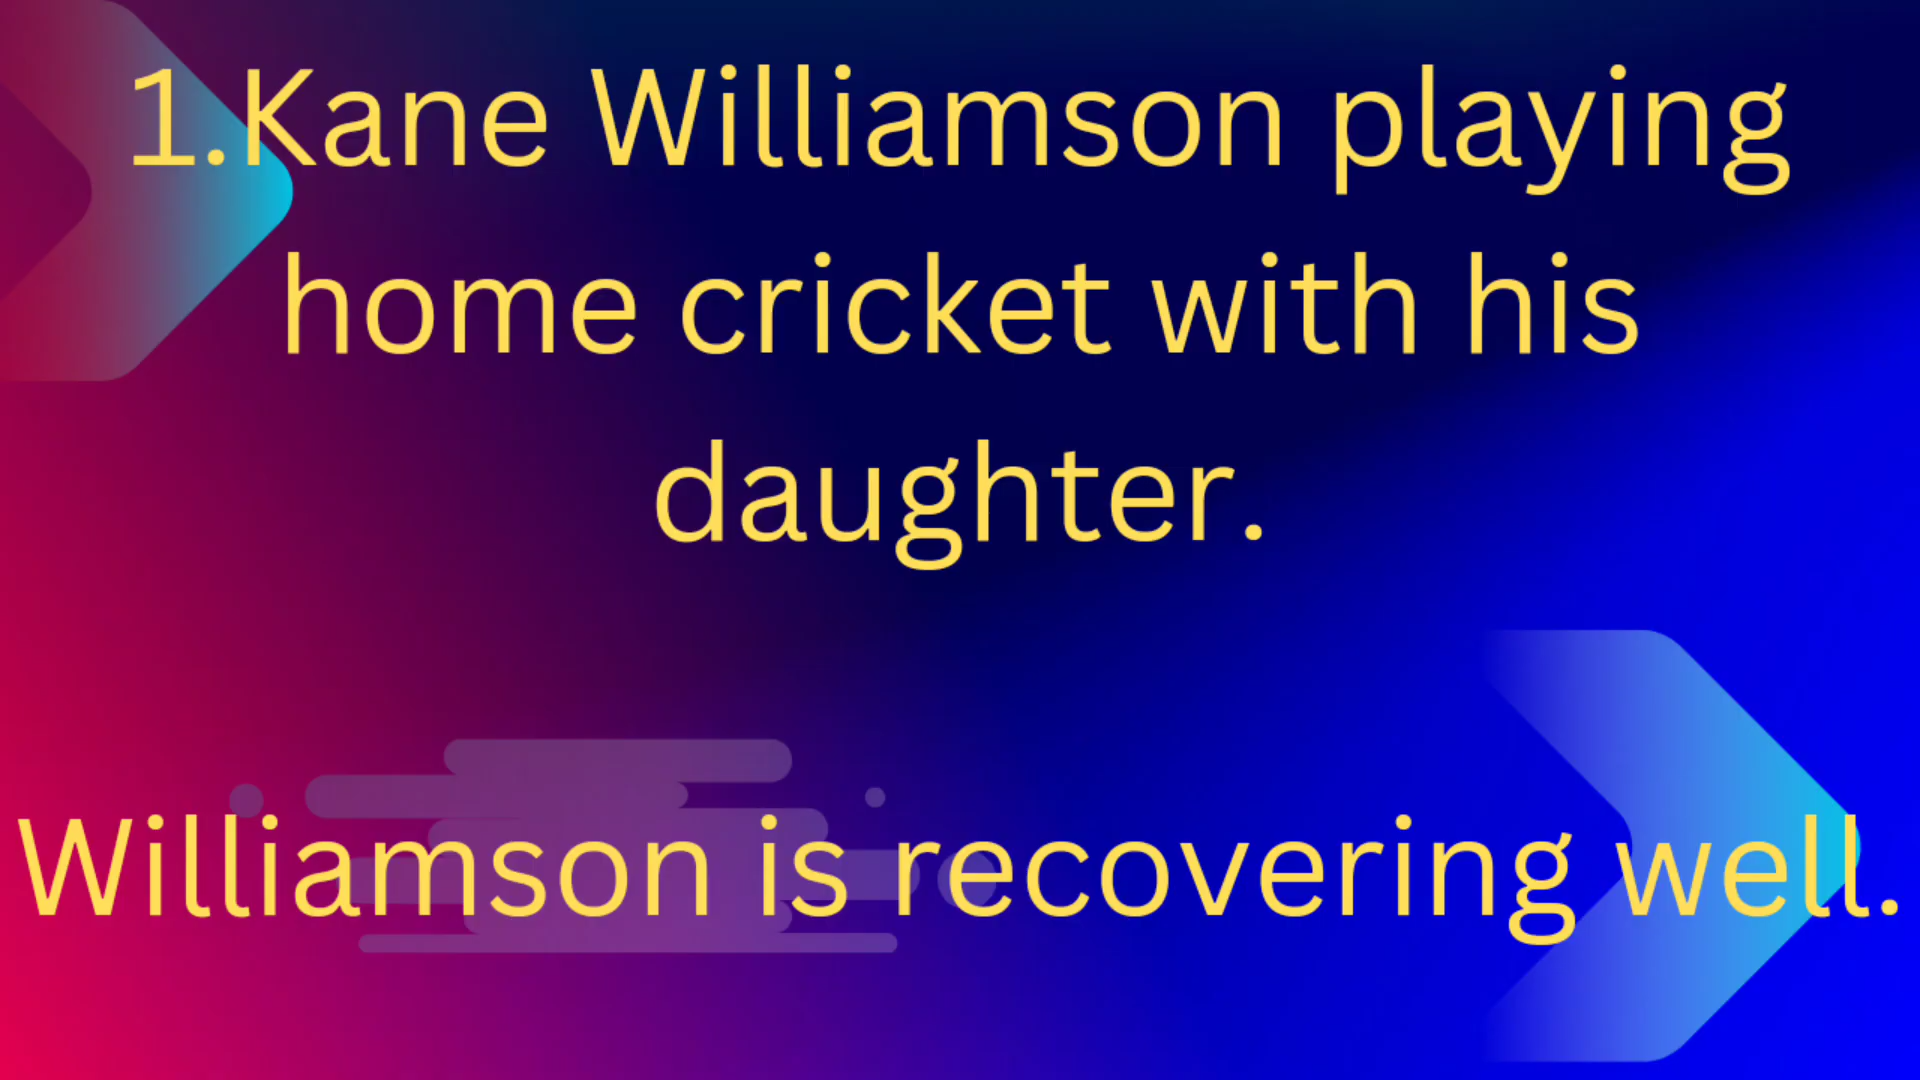 1.Kane Williamson playing
home cricket with his
daughter.
Williamson is recovering well.